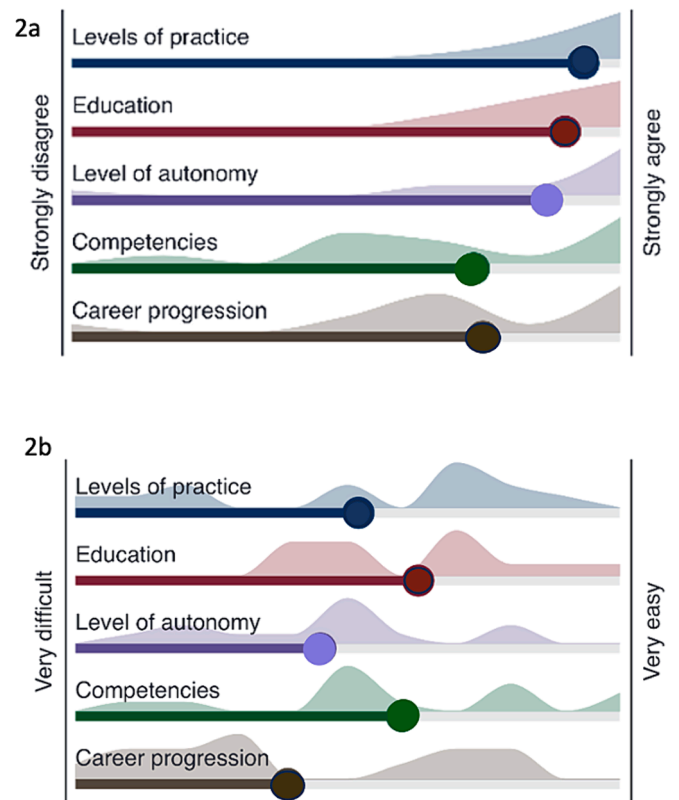 2a
Strongly disagree
Levels of practice
Education
Level of autonomy
Competencies
Career progression
Strongly agree
2b
Very difficult
Levels of practice
Education
Level of autonomy
Competencies
Career progression
Very easy